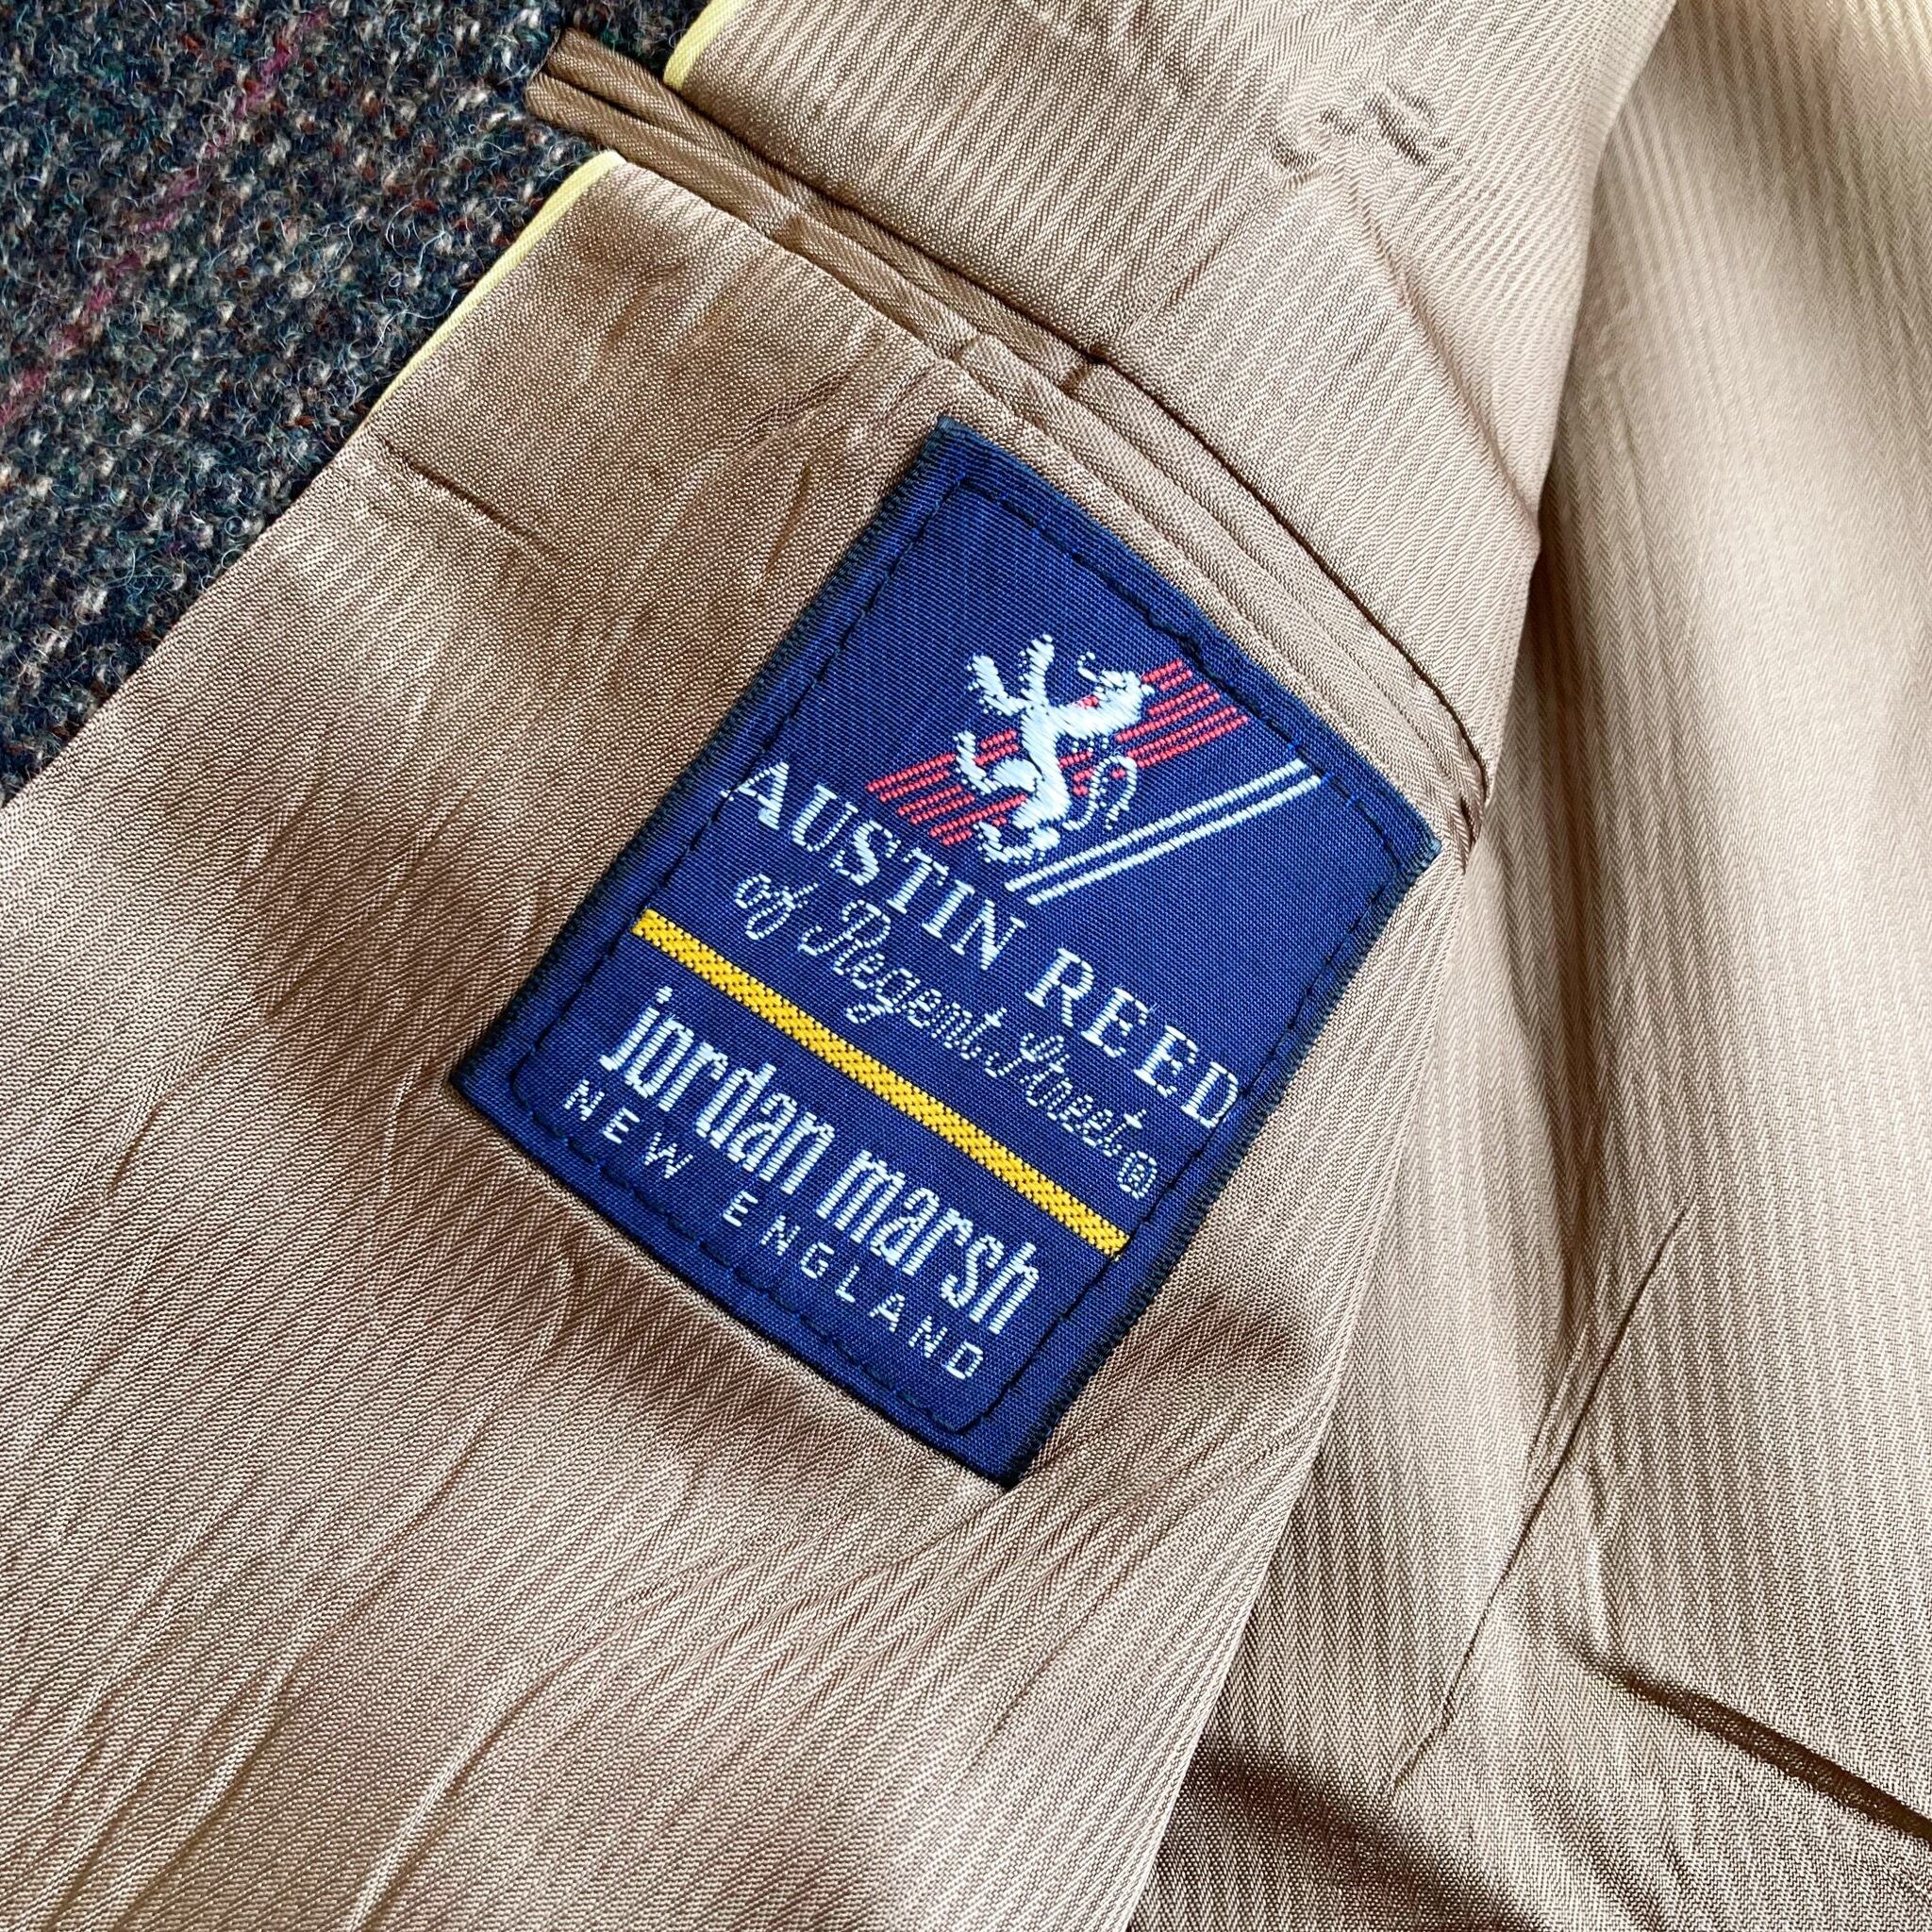 AUSTIN REED
of Regent Street®
jordan marsh
NEW ENGLAND